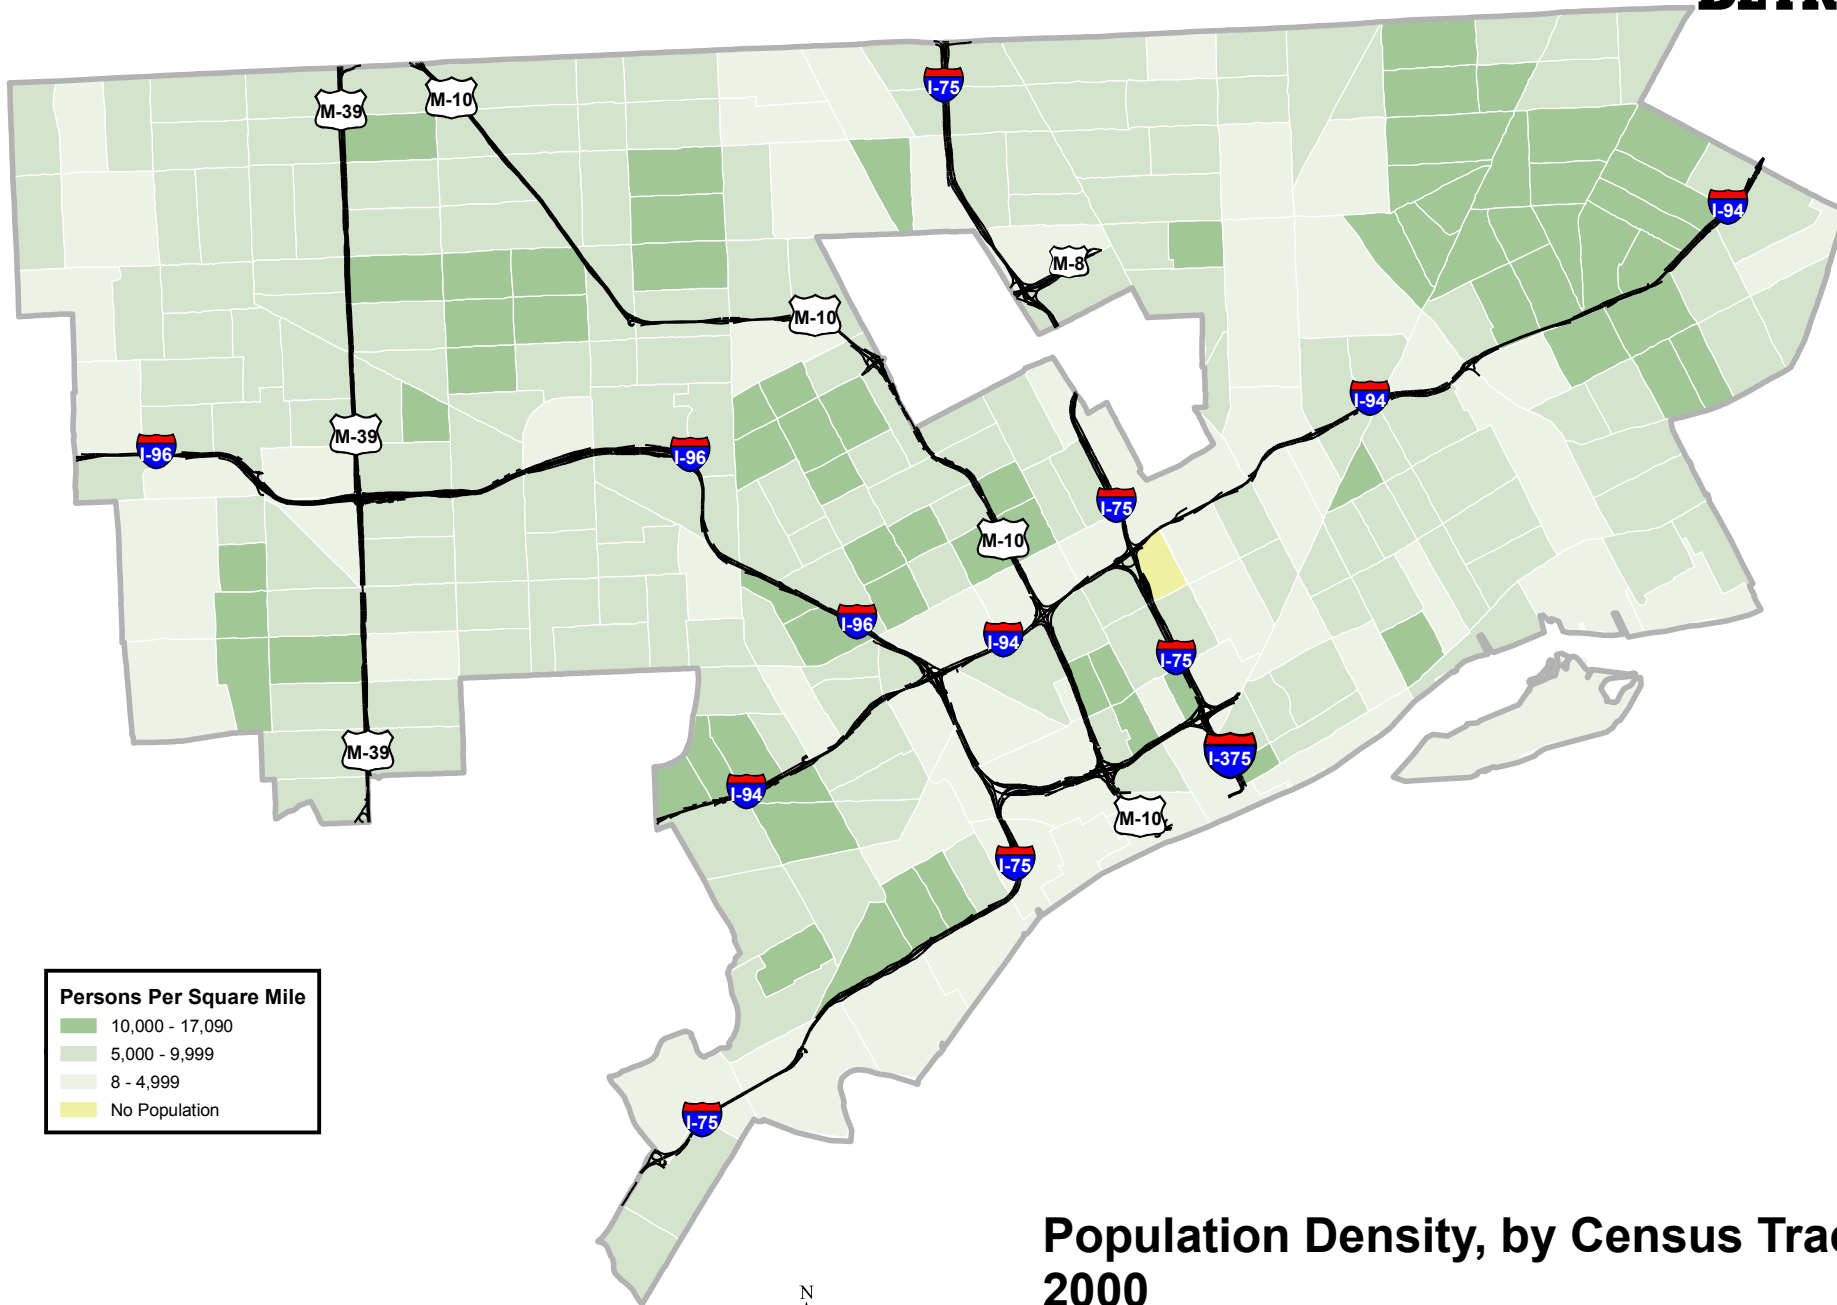 M-39
M-10
I-75
I-94
M-8
M-10
I-94
M-39
I-96
I-96
I-75
M-10
I-96
I-94
I-75
M-39
I-94
I-375
M-10
I-75
I-75
Persons Per Square Mile
10,000 - 17,090
5,000 - 9,999
8 - 4,999
No Population
Population Density, by Census
2000
N